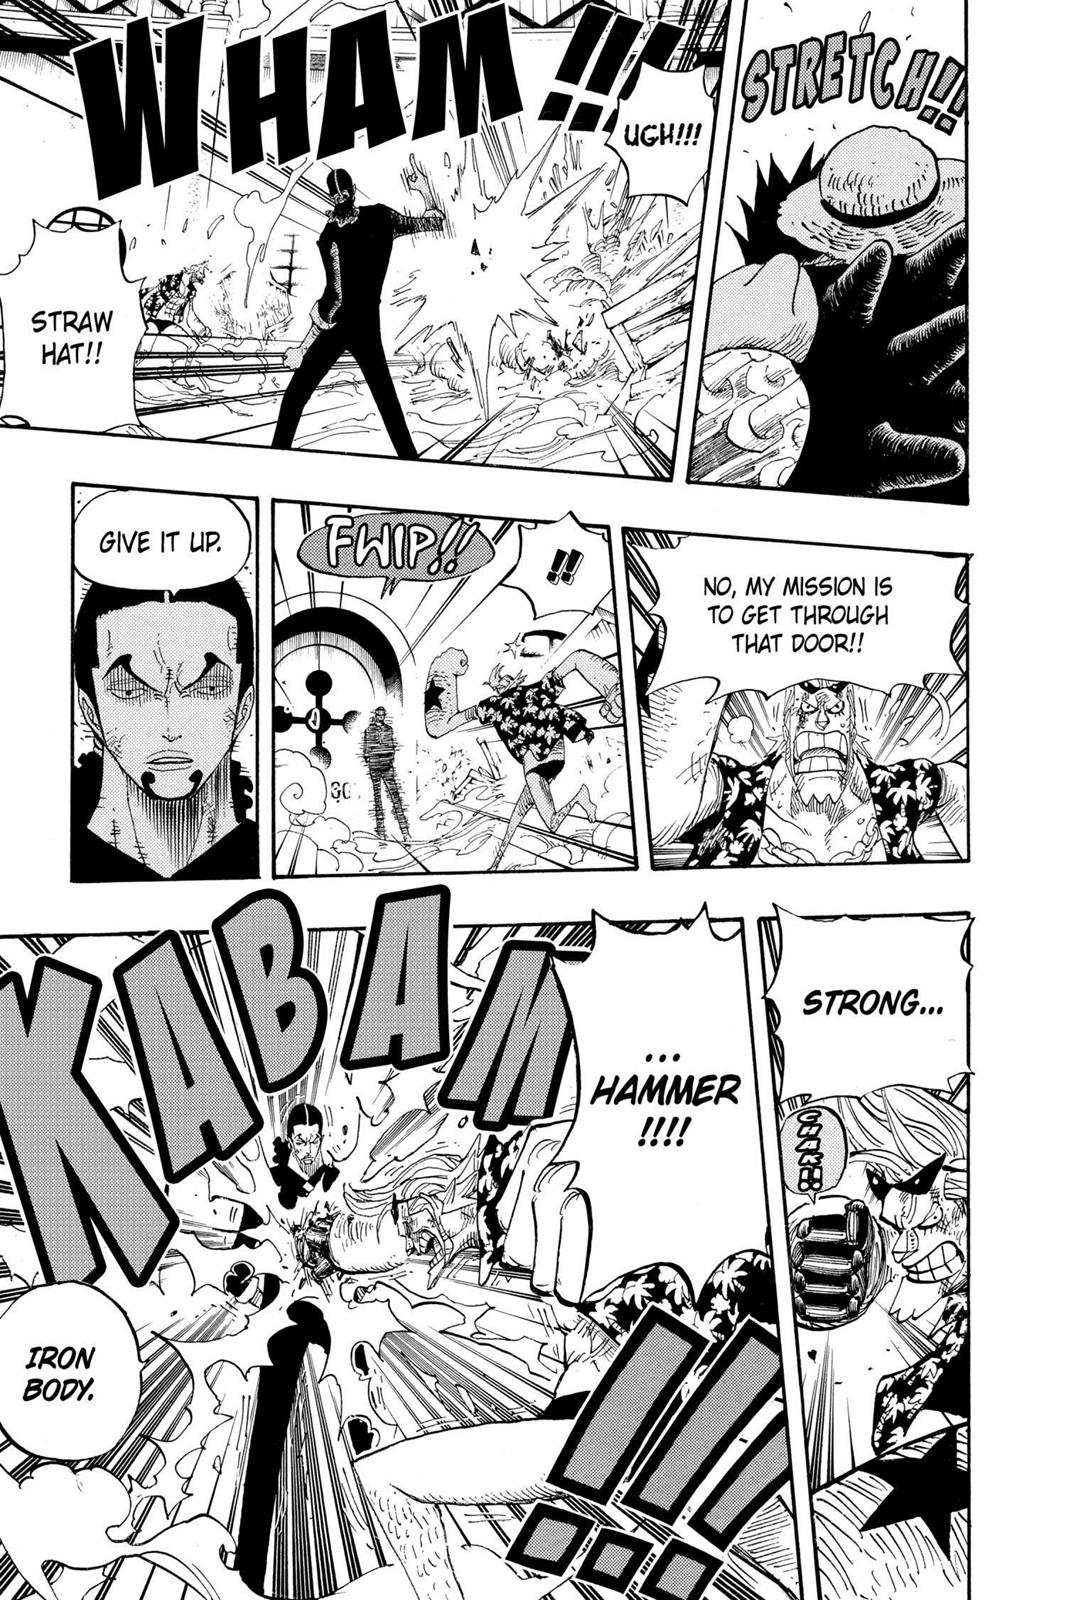 STRETCH!!
WHAM!!
UGH!!!
STRAW
HAT!!
NO, MY MISSION IS
TO GET THROUGH
THAT DOOR!!
!!
FWIP!!
GIVE IT UP.
STRONG...
...
HAMMER
!!!!
KABAM
!!!
IRON
BODY.